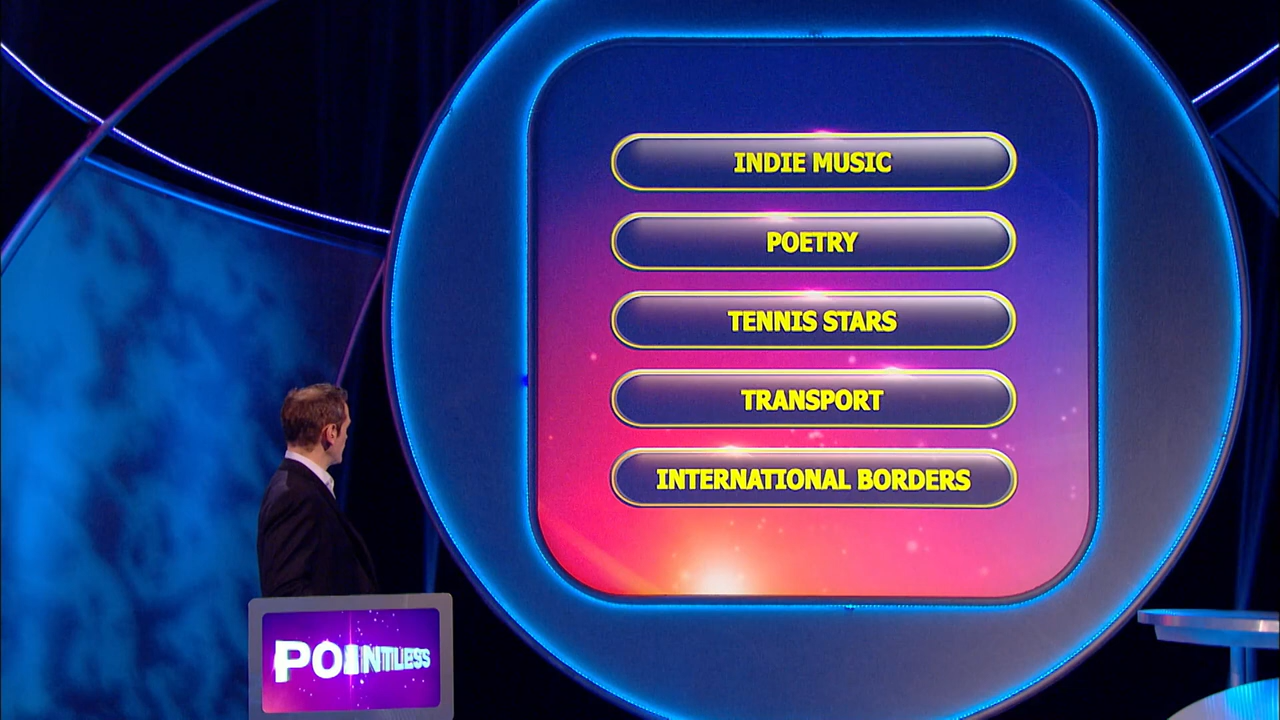 INDIE MUSIC
POETRY
TENNIS STARS
TRANSPORT
INTERNATIONAL BORDERS
POINTLESS